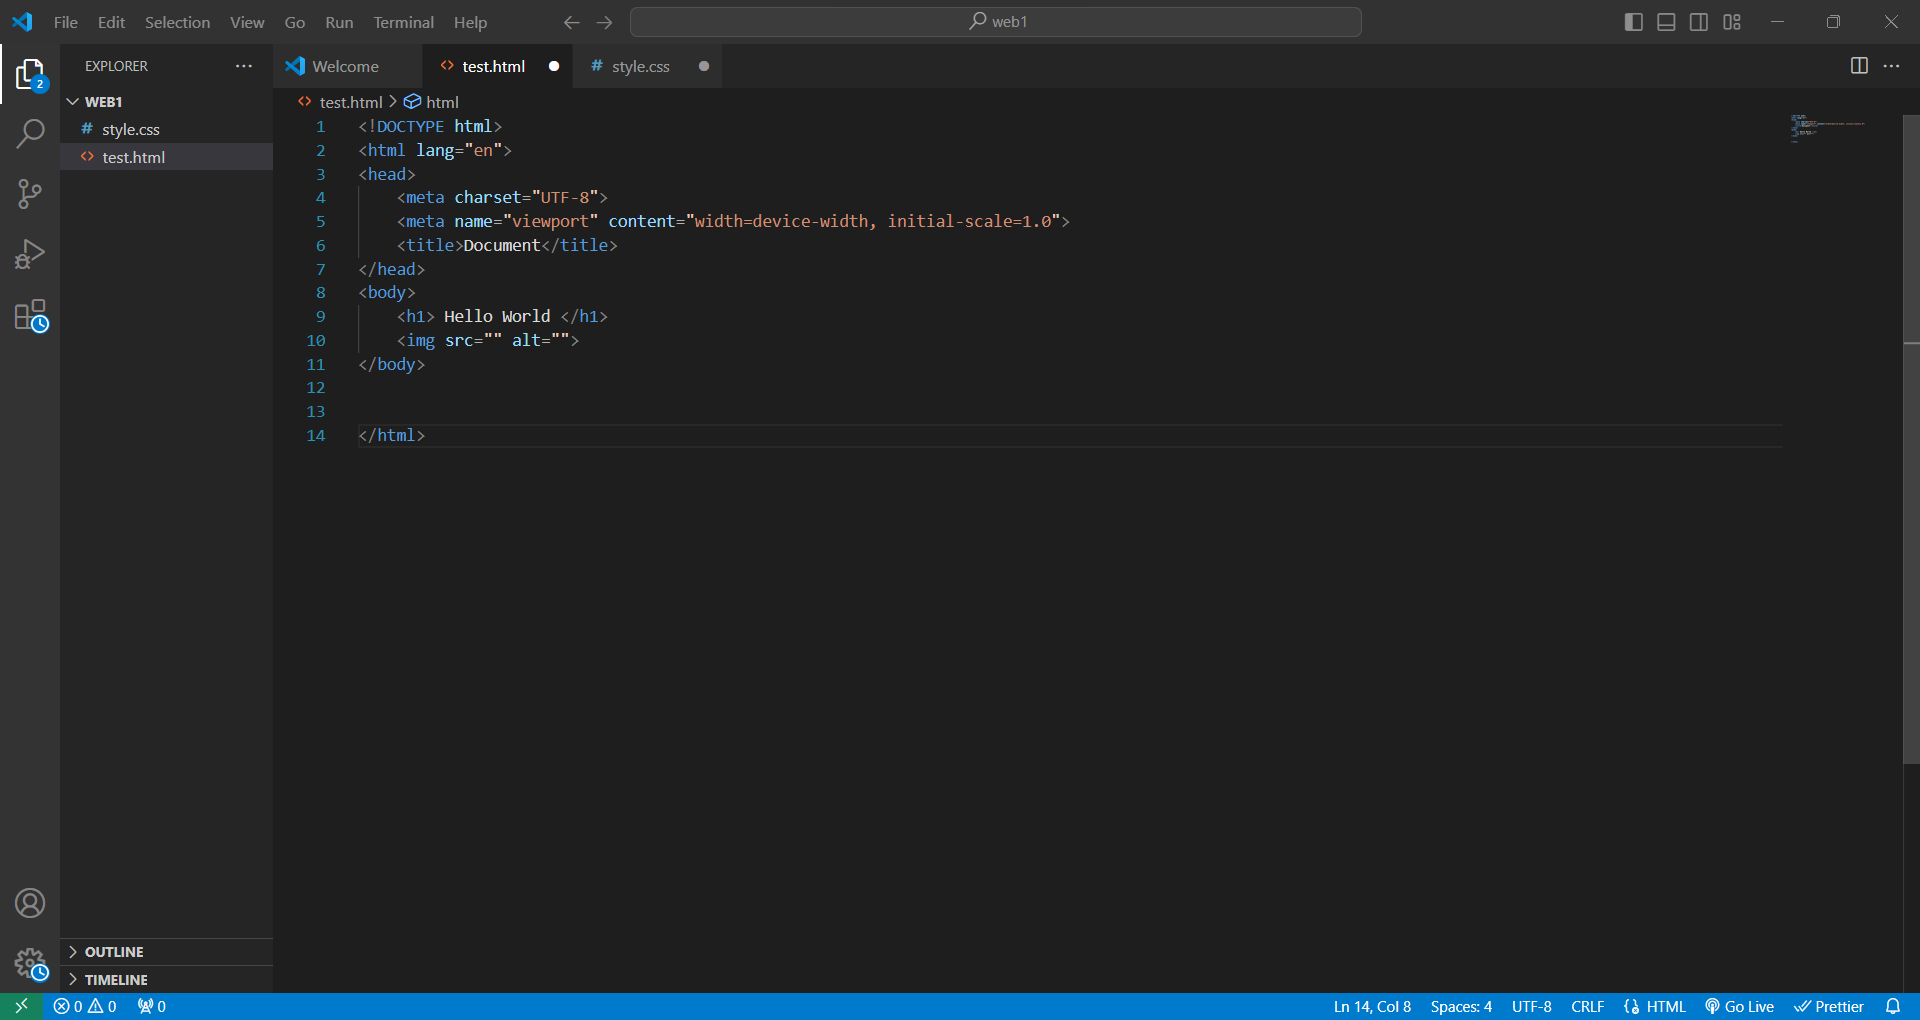 File Edit Selection View Go Run Terminal Help web1
EXPLORER
2
WEB1
style.css
test.html
OUTLINE
TIMELINE
Welcome test.html # style.css
test.html > html
1 <!DOCTYPE html>
2 <html lang="en">
3 <head>
4 <meta charset="UTF-8">
5 <meta name="viewport" content="width=device-width, initial-scale=1.0">
6 <title>Document</title>
7 </head>
8 <body>
9 <h1> Hello World </h1>
10 <img src="" alt="">
11 </body>
12
13
14 </html>
0 0 0 Ln 14, Col 8 Spaces: 4 UTF-8 CRLF HTML Go Live Prettier